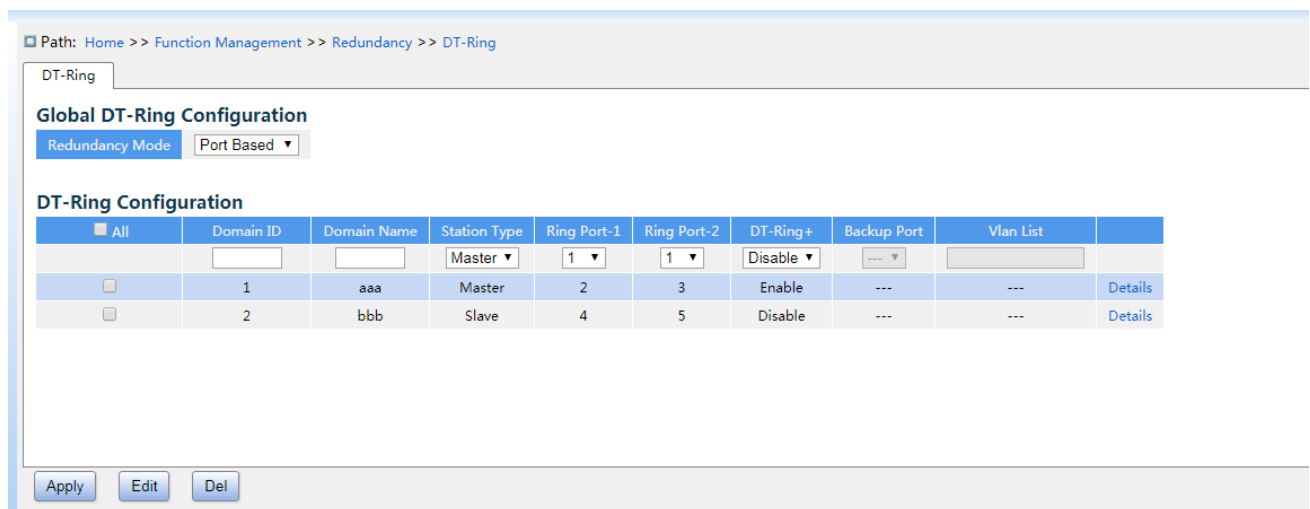 Path: Home >> Function Management >> Redundancy >> DT-Ring
DT-Ring
Global DT-Ring Configuration
Redundancy Mode Port Based
DT-Ring Configuration
All Domain ID Domain Name Station Type Ring Port-1 Ring Port-2 DT-Ring+ Backup Port Vlan List
Master 1 1 Disable ---
1 aaa Master 2 3 Enable --- --- Details
2 bbb Slave 4 5 Disable --- --- Details
Apply Edit Del